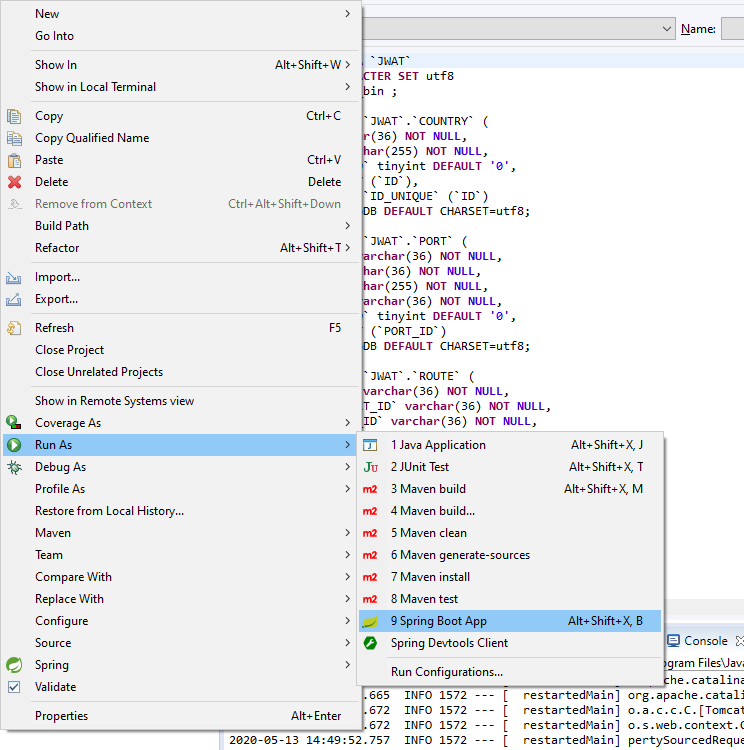 New
Go Into
Show In Alt+Shift+W
Show in Local Terminal
Copy Ctrl+C
Copy Qualified Name
Paste Ctrl+V
Delete Delete
Remove from Context Ctrl+Alt+Shift+Down
Build Path
Refactor Alt+Shift+T
Import...
Export...
Refresh F5
Close Project
Close Unrelated Projects
Show in Remote Systems view
Coverage As
Run As
Debug As
Profile As
Restore from Local History...
Maven
Team
Compare With
Replace With
Configure
Source
Spring
Validate
Properties Alt+Enter
1 Java Application Alt+Shift+X, J
JU 2 JUnit Test Alt+Shift+X, T
m2 3 Maven build Alt+Shift+X, M
m2 4 Maven build...
m2 5 Maven clean
m2 6 Maven generate-sources
m2 7 Maven install
m2 8 Maven test
9 Spring Boot App Alt+Shift+X, B
Spring Devtools Client
Run Configurations...
Name:
`JWAT`
ACTER SET utf8
_bin ;
`JWAT`.`COUNTRY` (
r(36) NOT NULL,
har(255) NOT NULL,
` tinyint DEFAULT '0',
(`ID`),
`ID_UNIQUE` (`ID`)
DB DEFAULT CHARSET=utf8;
`JWAT`.`PORT` (
varchar(36) NOT NULL,
har(36) NOT NULL,
har(255) NOT NULL,
varchar(36) NOT NULL,
` tinyint DEFAULT '0',
(`PORT_ID`)
DB DEFAULT CHARSET=utf8;
`JWAT`.`ROUTE` (
varchar(36) NOT NULL,
T_ID` varchar(36) NOT NULL,
ID` varchar(36) NOT NULL,
Console
ogram Files\Java
pache.catalina
.665 INFO 1572 --- [ restartedMain] org.apache.catali
.672 INFO 1572 --- [ restartedMain] o.a.c.c.C.[Tomcat
.672 INFO 1572 --- [ restartedMain] o.s.web.context.C
2020-05-13 14:49:52.757 INFO 1572 --- [ restartedMain] pertySourcedReque